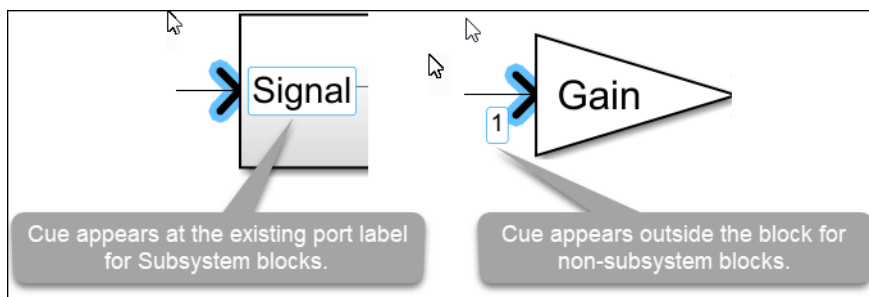 Signal
Gain
1
Cue appears at the existing port label
for Subsystem blocks.
Cue appears outside the block for
non-subsystem blocks.